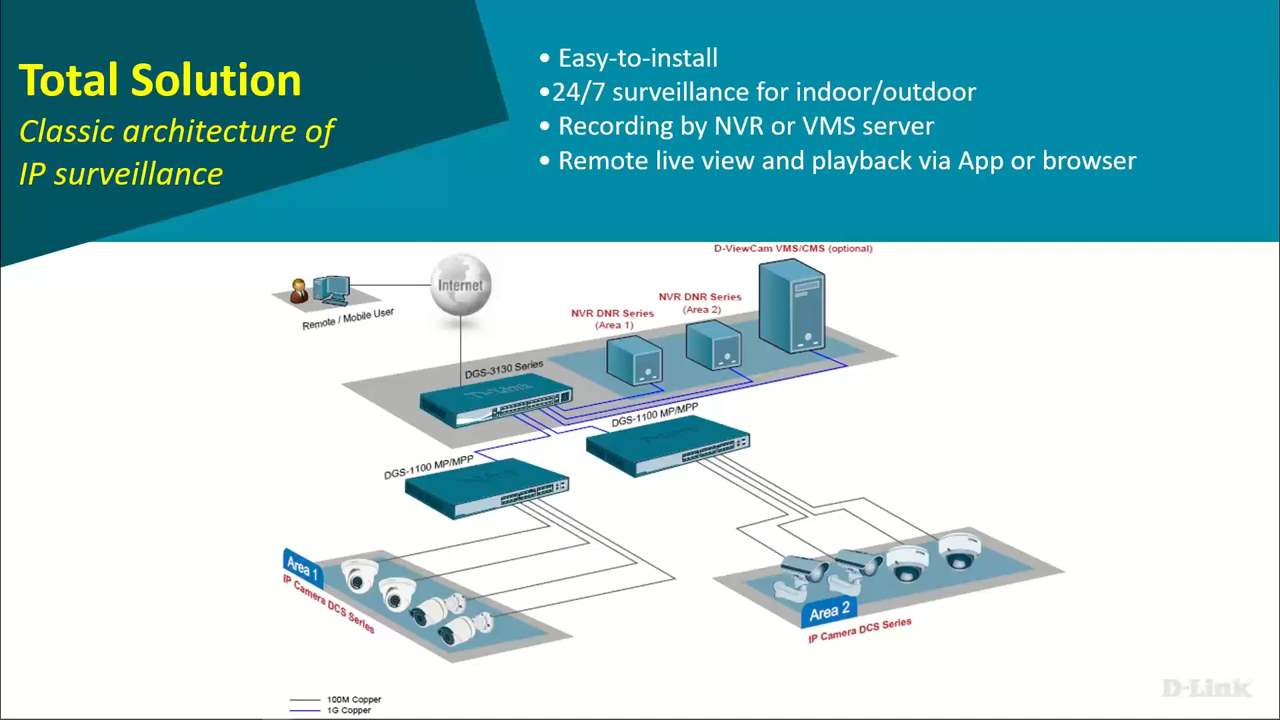 Total Solution
Classic architecture of
IP surveillance
• Easy-to-install
•24/7 surveillance for indoor/outdoor
• Recording by NVR or VMS server
• Remote live view and playback via App or browser
D-ViewCam VMS/CMS (optional)
NVR DNR Series
(Area 2)
NVR DNR Series
(Area 1)
Internet
Remote / Mobile User
DGS-3130 Series
D-Link
DGS-1100 MP/MPP
DGS-1100 MP/MPP
Area 1
IP Camera DCS Series
Area 2
IP Camera DCS Series
100M Copper
1G Copper
D-Link